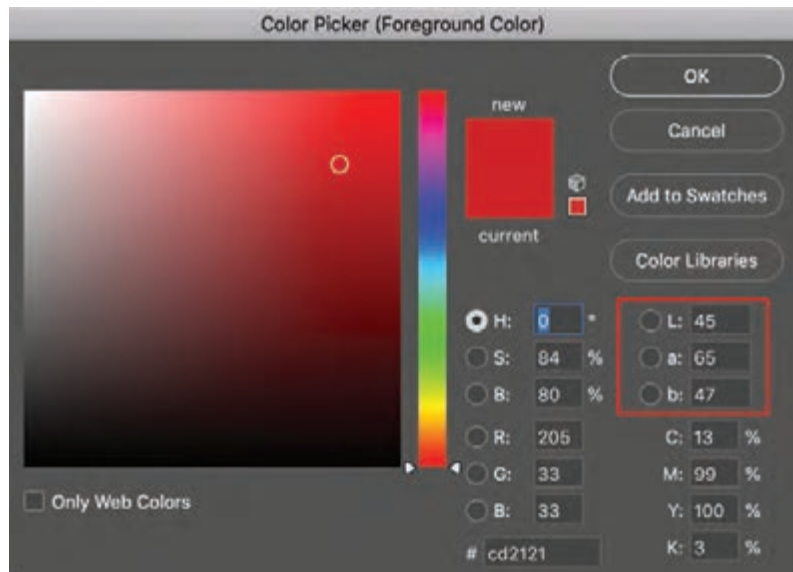 Color Picker (Foreground Color)
new
current
OK
Cancel
Add to Swatches
Color Libraries
H: 0 °
S: 84 %
B: 80 %
R: 205
G: 33
B: 33
# cd2121
L: 45
a: 65
b: 47
C: 13 %
M: 99 %
Y: 100 %
K: 3 %
Only Web Colors